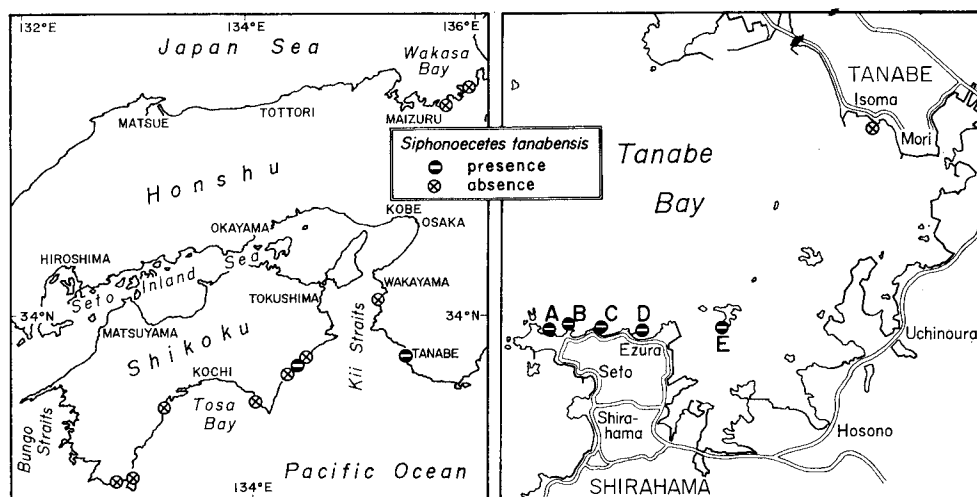 132°E
134°E
136°E
Japan Sea
Wakasa
Bay
MATSUE
TOTTORI
MAIZURU
Honshu
OKAYAMA
KOBE
OSAKA
HIROSHIMA
Seto Inland Sea
TOKUSHIMA
WAKAYAMA
34°N
34°N
MATSUYAMA
Shikoku
Kii Straits
TANABE
KOCHI
Tosa
Bay
Bungo
Straits
Pacific Ocean
134°E
Siphonoecetes tanabensis
presence
absence
TANABE
Isoma
Mori
Tanabe
Bay
A B C D
E
Ezura
Uchinoura
Seto
Shira-
hama
Hosono
SHIRAHAMA